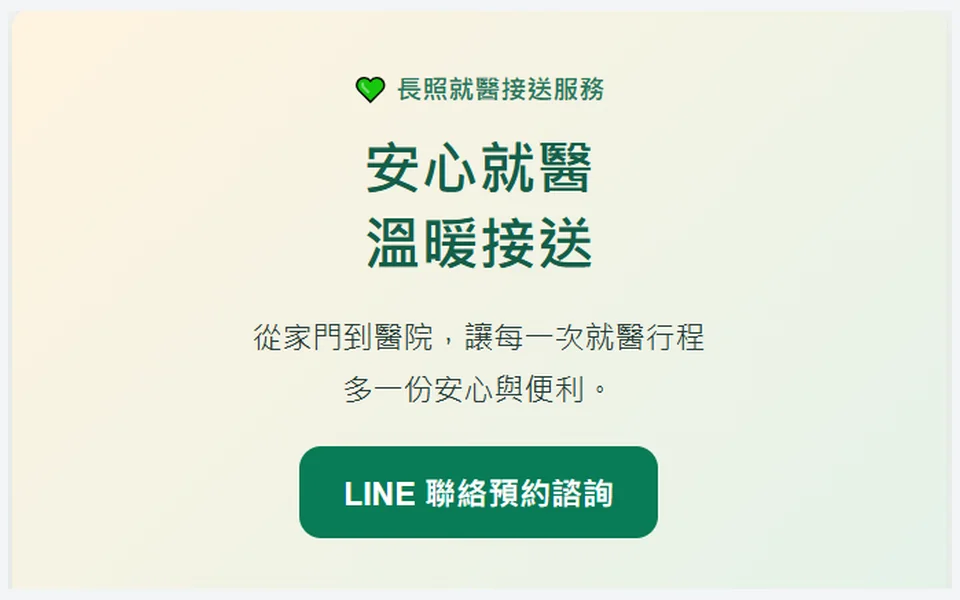 💚 長照就醫接送服務
安心就醫
溫暖接送
從家門到醫院，讓每一次就醫行程
多一份安心與便利。
LINE 聯絡預約諮詢